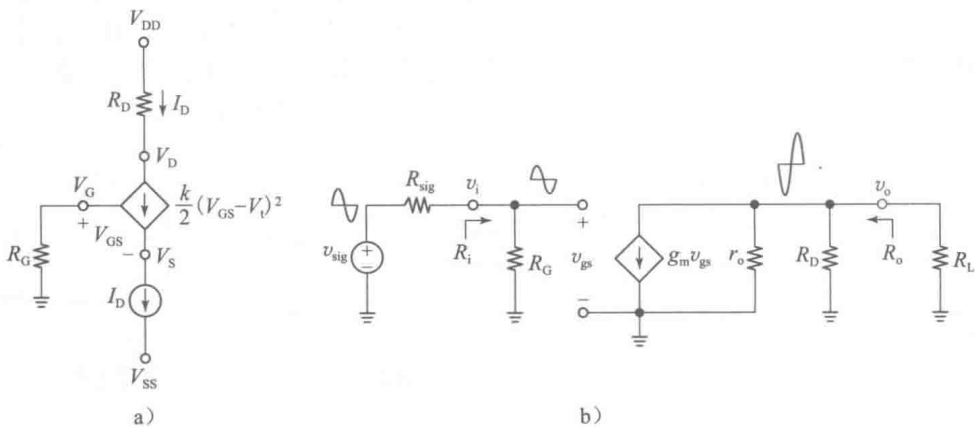 V_DD
R_D
I_D
V_D
V_G
+
V_GS
−
k/2 (V_GS−V_t)²
V_S
R_G
I_D
V_SS
a）
R_sig
v_i
v_sig
+
−
R_i
R_G
+
v_gs
−
g_m v_gs
r_o
R_D
v_o
R_o
R_L
b）